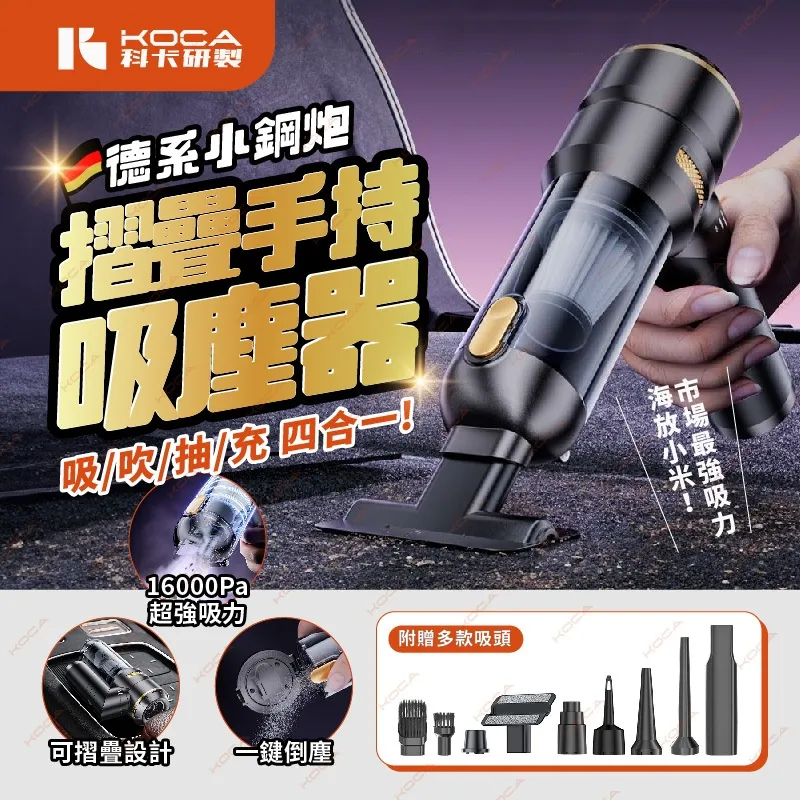 KOCA
科卡研製
德系小鋼炮
摺疊手持
吸塵器
吸/吹/抽/充 四合一!
市場最強吸力
海放小米!
16000Pa
超強吸力
可摺疊設計
一鍵倒塵
附贈多款吸頭